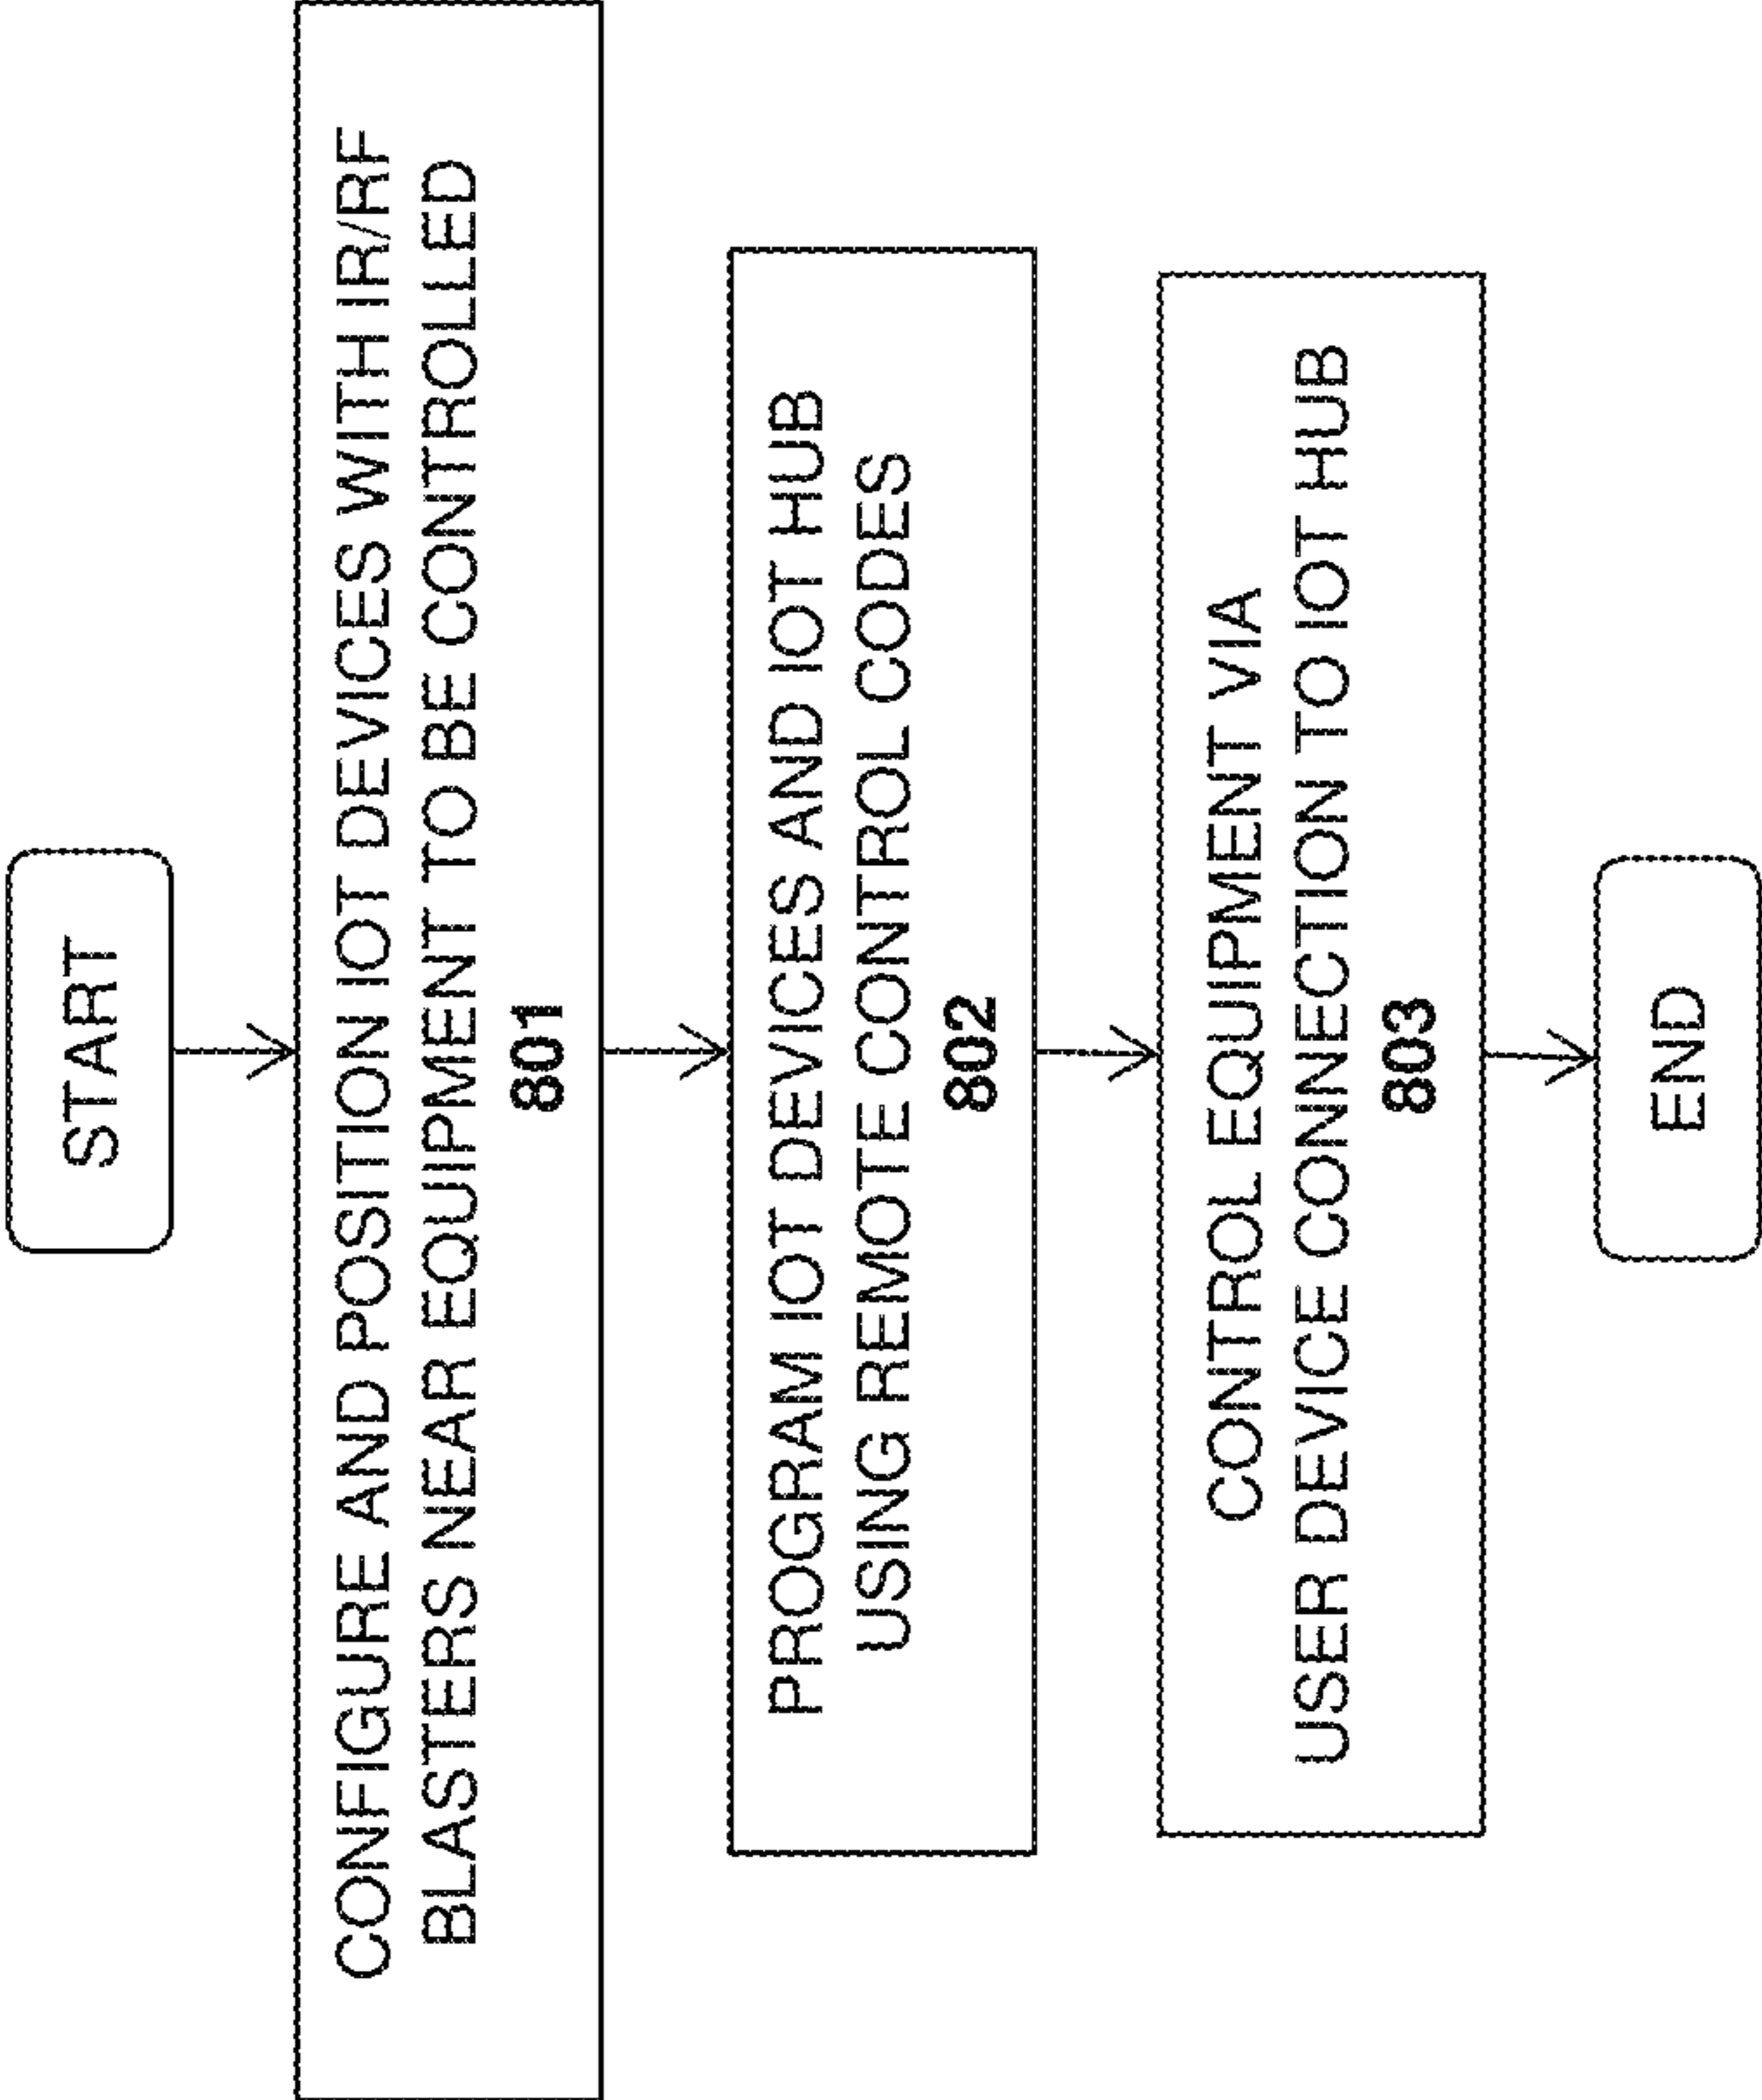 START
CONFIGURE AND POSITION IOT DEVICES WITH IR/RF
BLASTERS NEAR EQUIPMENT TO BE CONTROLLED
801
PROGRAM IOT DEVICES AND IOT HUB
USING REMOTE CONTROL CODES
802
CONTROL EQUIPMENT VIA
USER DEVICE CONNECTION TO IOT HUB
803
END